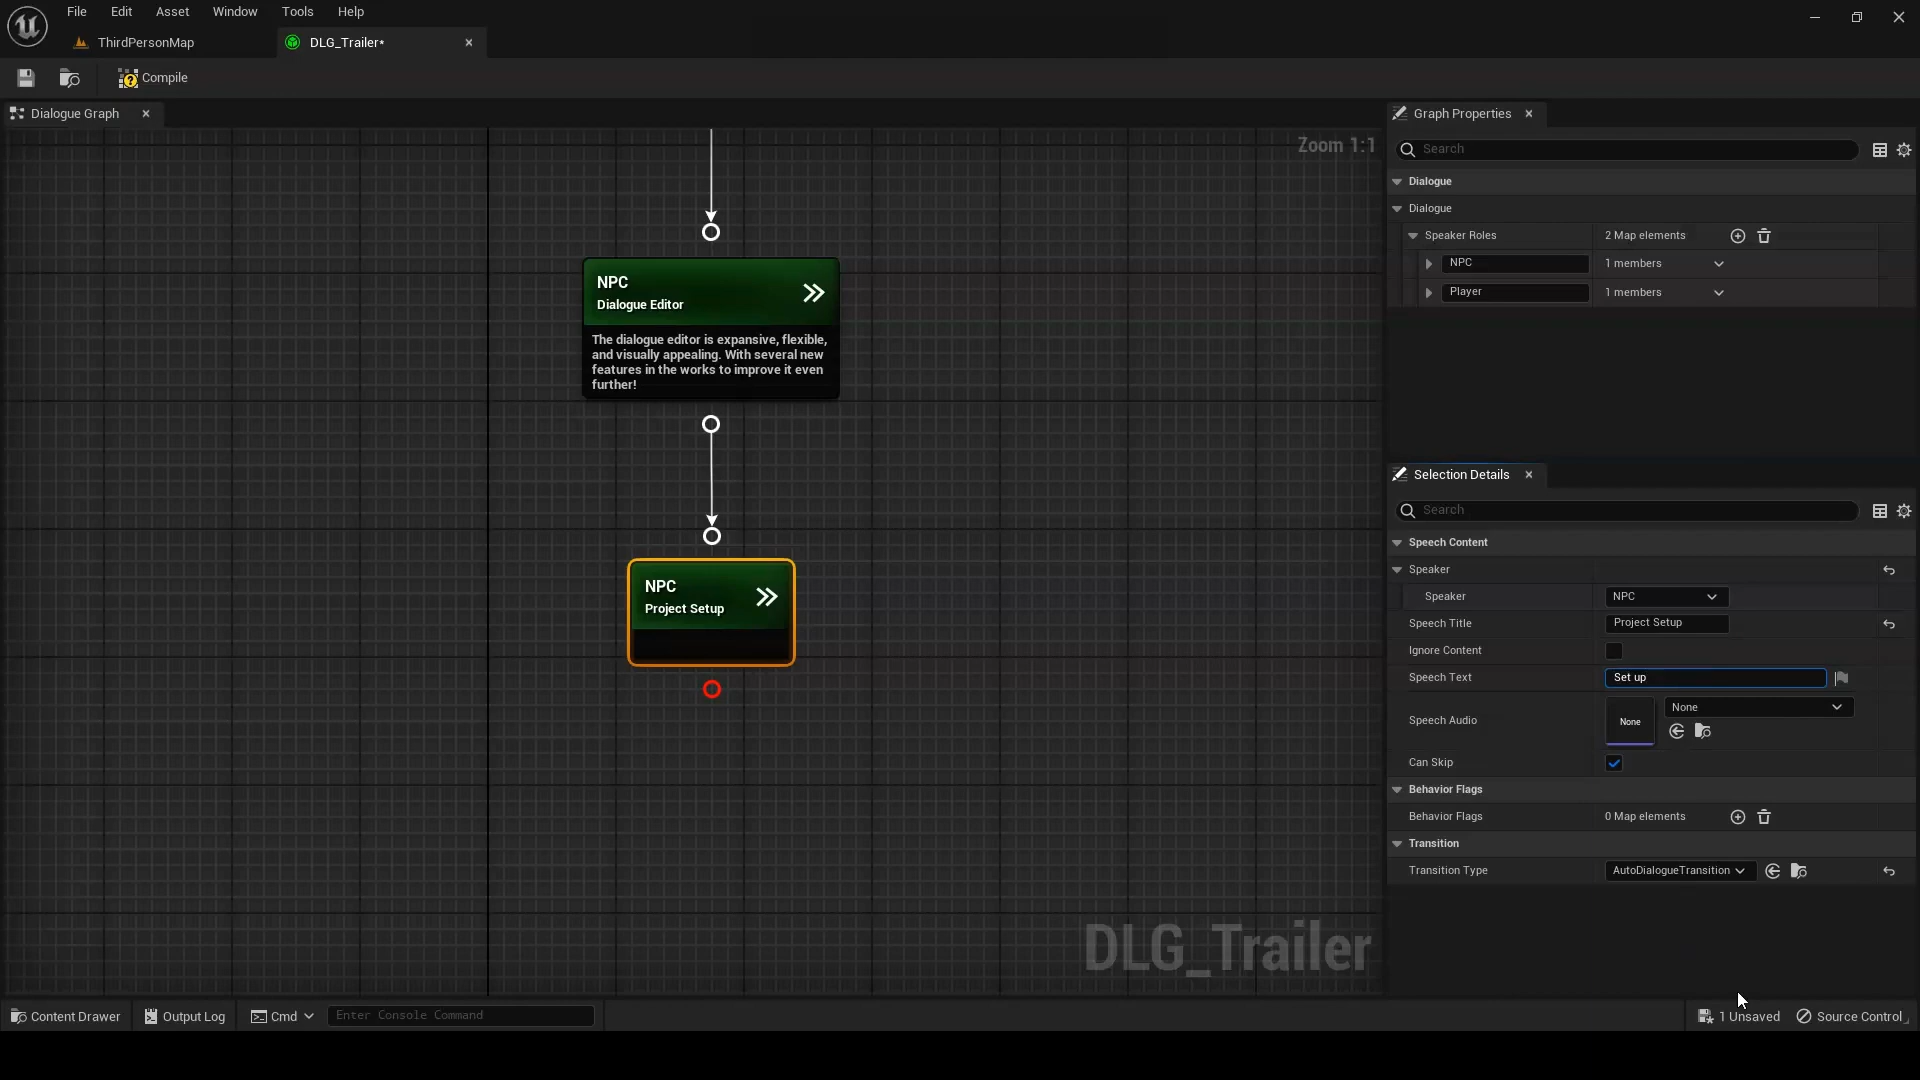 File Edit Asset Window Tools Help
ThirdPersonMap
DLG_Trailer*
Compile
Dialogue Graph
Zoom 1:1
NPC
Dialogue Editor
The dialogue editor is expansive, flexible,
and visually appealing. With several new
features in the works to improve it even
further!
NPC
Project Setup
DLG_Trailer
Graph Properties
Search
Dialogue
Dialogue
Speaker Roles 2 Map elements
NPC 1 members
Player 1 members
Selection Details
Search
Speech Content
Speaker
Speaker NPC
Speech Title Project Setup
Ignore Content
Speech Text Set up
Speech Audio None None
Can Skip
Behavior Flags
Behavior Flags 0 Map elements
Transition
Transition Type AutoDialogueTransition
Content Drawer Output Log Cmd Enter Console Command 1 Unsaved Source Control